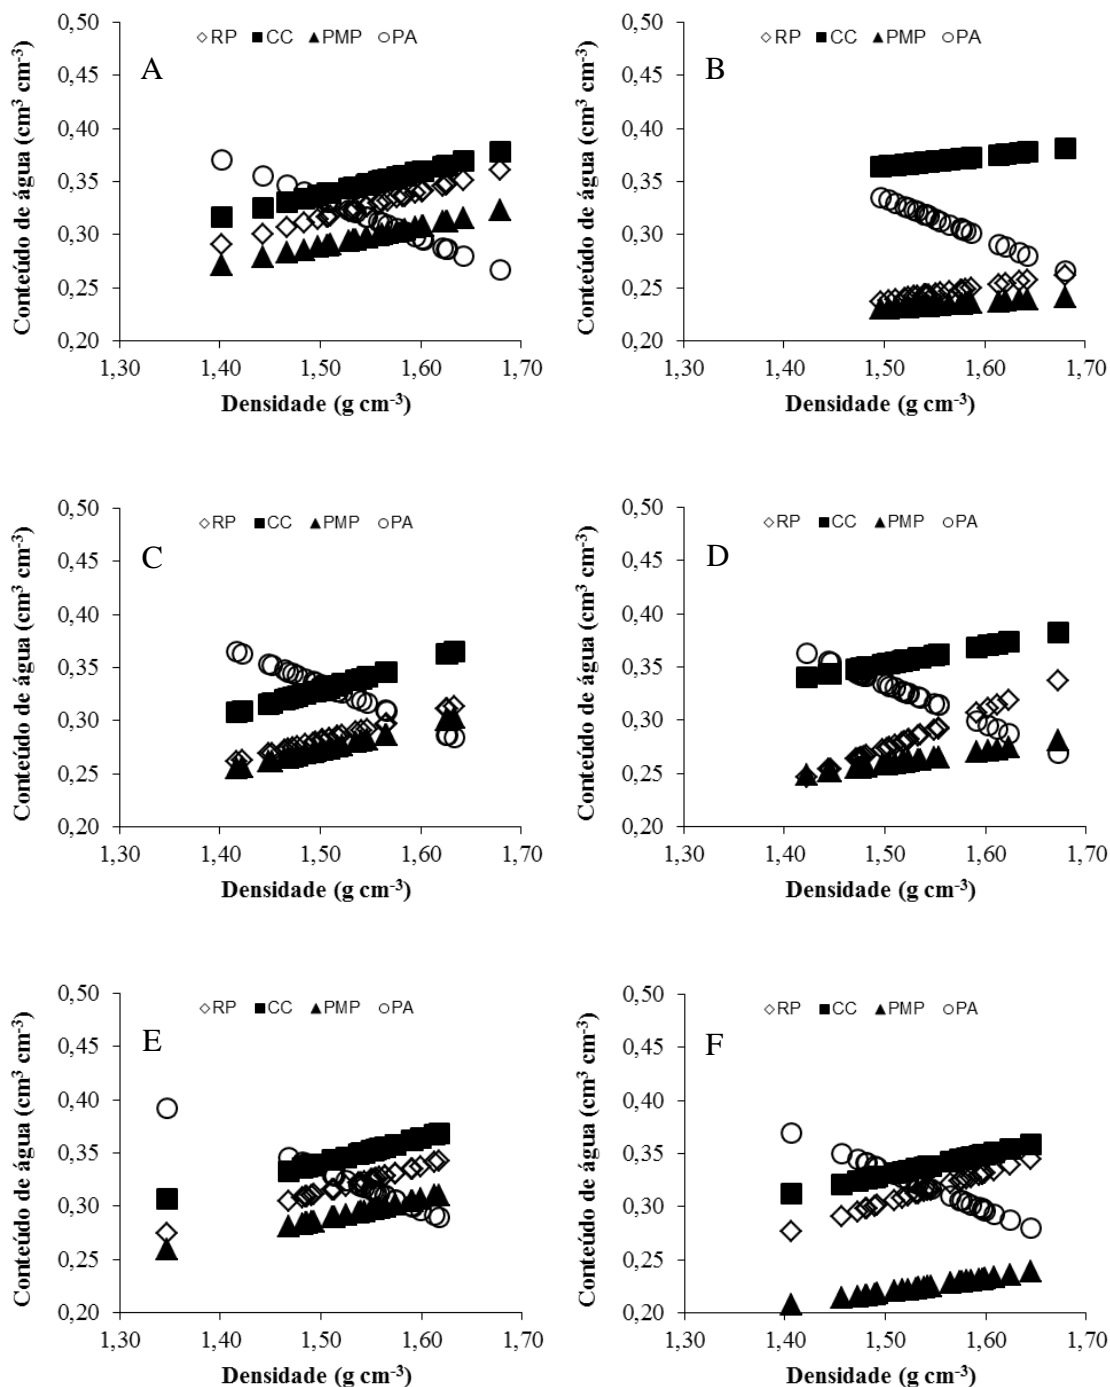 0,50
◇RP ■CC ▲PMP ○PA
A
0,45
0,40
0,35
0,30
0,25
0,20
1,30 1,40 1,50 1,60 1,70
Conteúdo de água (cm³ cm⁻³)
Densidade (g cm⁻³)
0,50
◇RP ■CC ▲PMP ○PA
B
0,45
0,40
0,35
0,30
0,25
0,20
1,30 1,40 1,50 1,60 1,70
Conteúdo de água (cm³ cm⁻³)
Densidade (g cm⁻³)
0,50
◇RP ■CC ▲PMP ○PA
C
0,45
0,40
0,35
0,30
0,25
0,20
1,30 1,40 1,50 1,60 1,70
Conteúdo de água (cm³ cm⁻³)
Densidade (g cm⁻³)
0,50
◇RP ■CC ▲PMP ○PA
D
0,45
0,40
0,35
0,30
0,25
0,20
1,30 1,40 1,50 1,60 1,70
Conteúdo de água (cm³ cm⁻³)
Densidade (g cm⁻³)
0,50
◇RP ■CC ▲PMP ○PA
E
0,45
0,40
0,35
0,30
0,25
0,20
1,30 1,40 1,50 1,60 1,70
Conteúdo de água (cm³ cm⁻³)
Densidade (g cm⁻³)
0,50
◇RP ■CC ▲PMP ○PA
F
0,45
0,40
0,35
0,30
0,25
0,20
1,30 1,40 1,50 1,60 1,70
Conteúdo de água (cm³ cm⁻³)
Densidade (g cm⁻³)